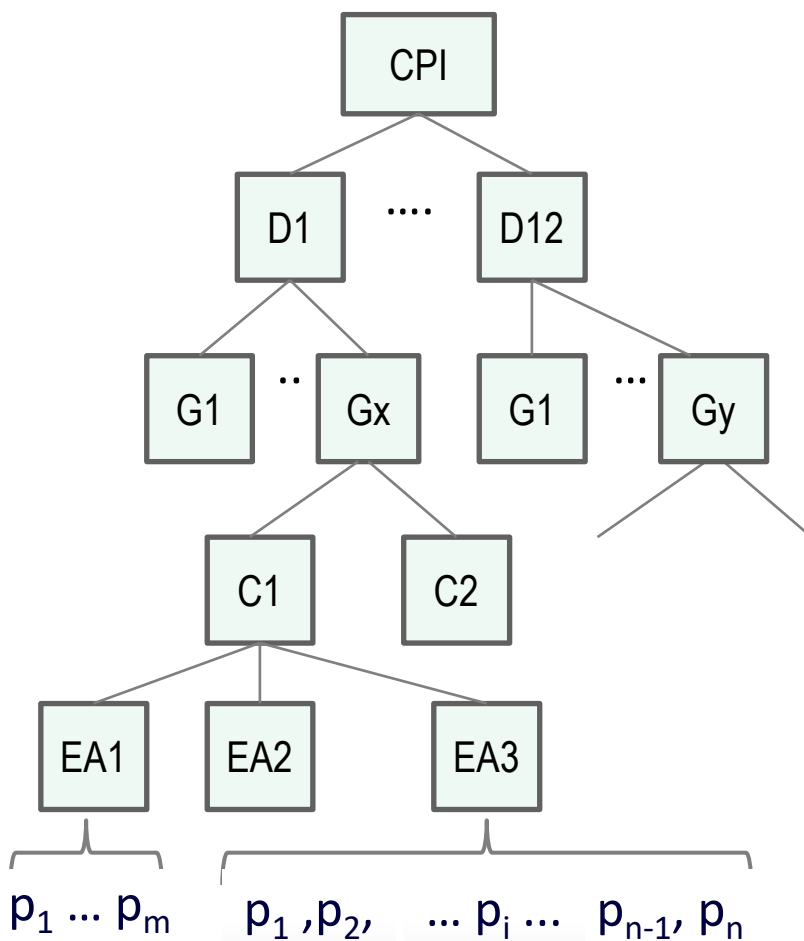 CPI
D1 .... D12
G1 .. Gx G1 ... Gy
C1 C2
EA1 EA2 EA3
p₁ ... pₘ p₁ ,p₂, ... pᵢ ... pₙ₋₁, pₙ